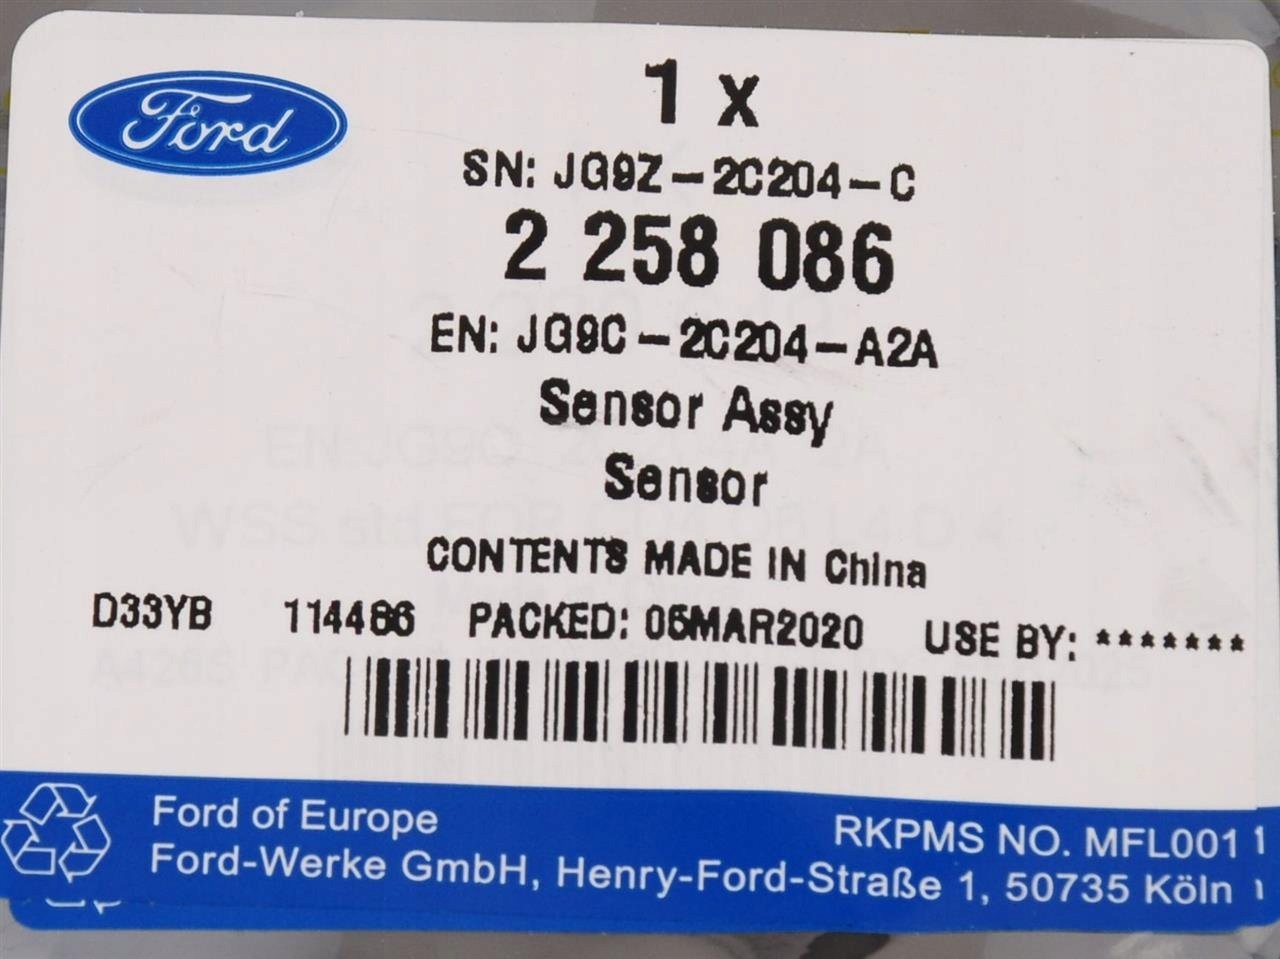 Ford
1 x
SN: JG9Z-2C204-C
2 258 086
EN: JG9C-2C204-A2A
Sensor Assy
Sensor
CONTENTS MADE IN China
D33YB 114486 PACKED: 05MAR2020 USE BY: *******
Ford of Europe
RKPMS NO. MFL001
Ford-Werke GmbH, Henry-Ford-Straße 1, 50735 Köln